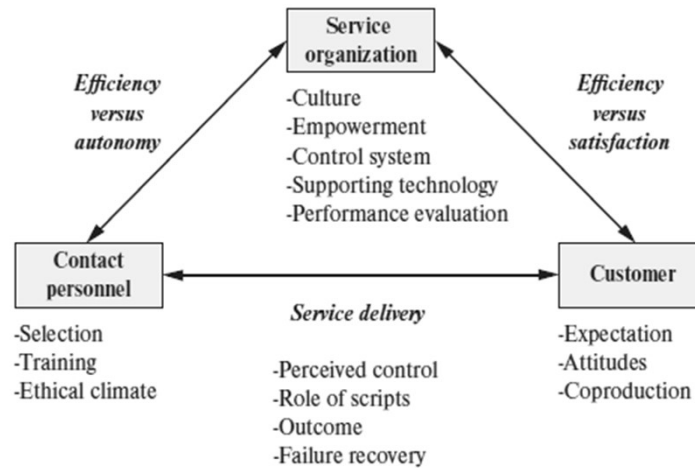 Service
organization
Efficiency
versus
autonomy
Efficiency
versus
satisfaction
-Culture
-Empowerment
-Control system
-Supporting technology
-Performance evaluation
Contact
personnel
Customer
Service delivery
-Selection
-Training
-Ethical climate
-Perceived control
-Role of scripts
-Outcome
-Failure recovery
-Expectation
-Attitudes
-Coproduction